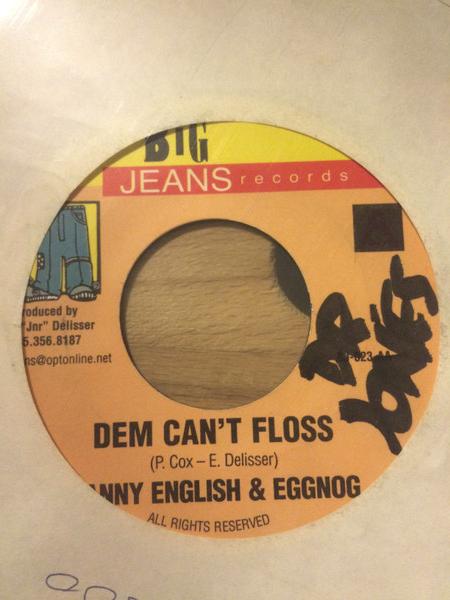 BIG
JEANS records
roduced by
"Jnr" Delisser
5.356.8187
ns@optonline.net
DEM CAN'T FLOSS
(P. Cox – E. Delisser)
NNY ENGLISH & EGGNOG
ALL RIGHTS RESERVED
JONES